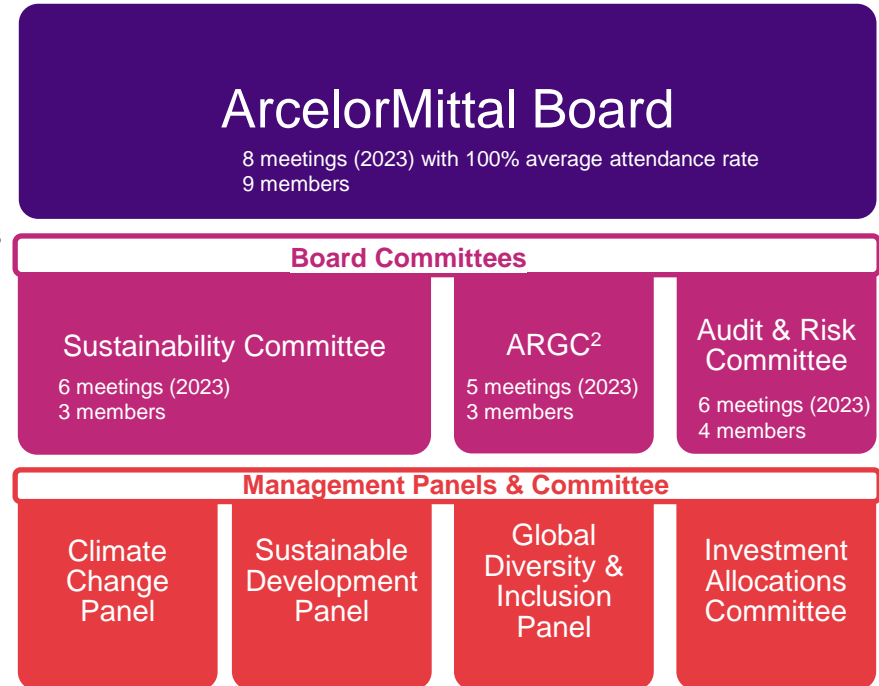 ArcelorMittal Board
8 meetings (2023) with 100% average attendance rate
9 members
Board Committees
Sustainability Committee
6 meetings (2023)
3 members
ARGC²
5 meetings (2023)
3 members
Audit & Risk
Committee
6 meetings (2023)
4 members
Management Panels & Committee
Climate
Change
Panel
Sustainable
Development
Panel
Global
Diversity &
Inclusion
Panel
Investment
Allocations
Committee